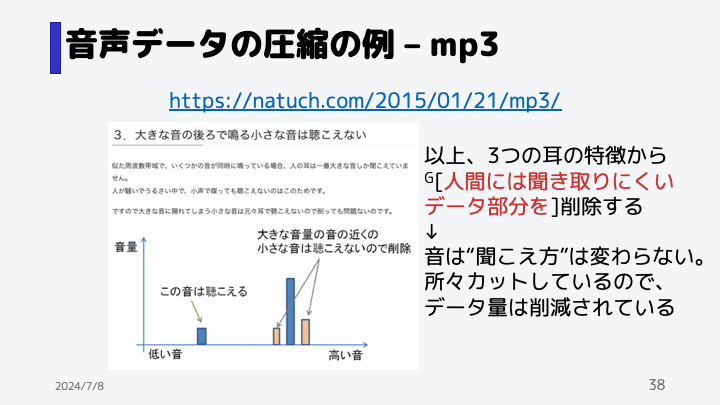 音声データの圧縮の例 – mp3
https://natuch.com/2015/01/21/mp3/
3．大きな音の後ろで鳴る小さな音は聴こえない
似た周波数帯域で、いくつかの音が同時に鳴っている場合、人の耳は一番大きな音しか聞こえていま
せん。
人が騒いでうるさい中で、小声で喋っても聴こえないのはこのためです。
ですので大きな音に隠れてしまう小さな音は元々耳で聴こえないので削っても問題ないのです。
音量
大きな音量の音の近くの
小さな音は聴こえないので削除
この音は聴こえる
低い音
高い音
以上、3つの耳の特徴から
G[人間には聞き取りにくい
データ部分を]削除する
↓
音は“聞こえ方”は変わらない。
所々カットしているので、
データ量は削減されている
2024/7/8
38